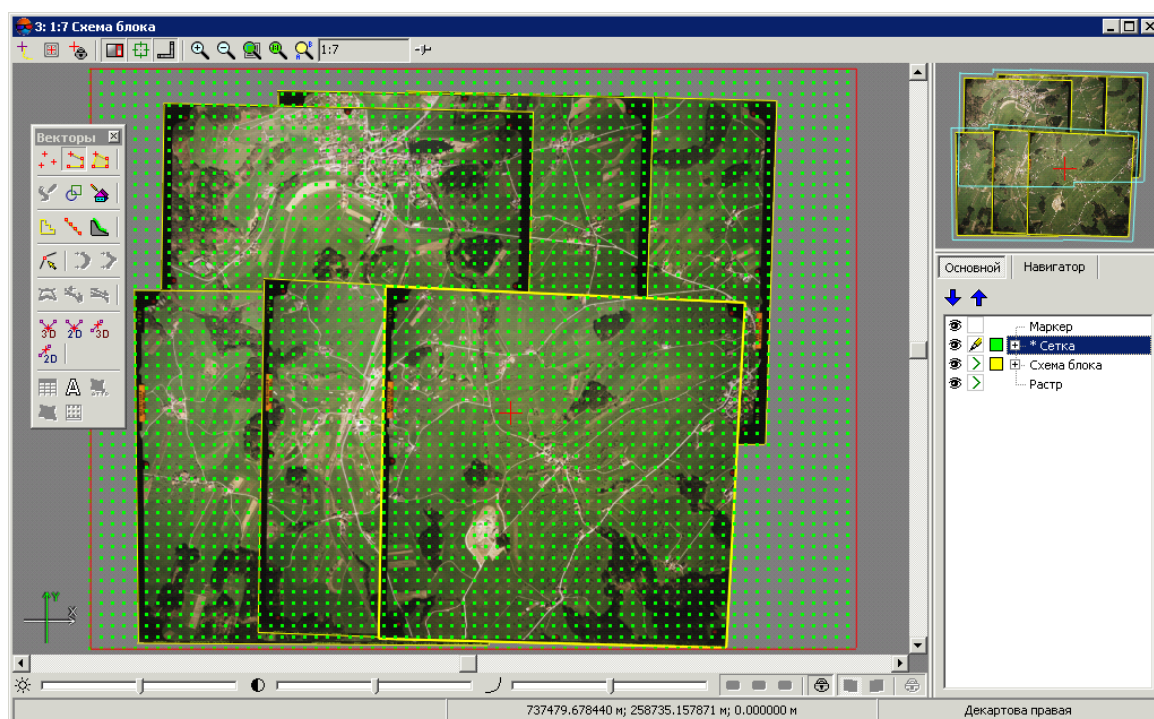 3: 1:7 Схема блока
1:7
Векторы
3D 2D 3D
2D
A
Y
X
Основной Навигатор
Маркер
* Сетка
Схема блока
Растр
737479.678440 м; 258735.157871 м; 0.000000 м
Декартова правая